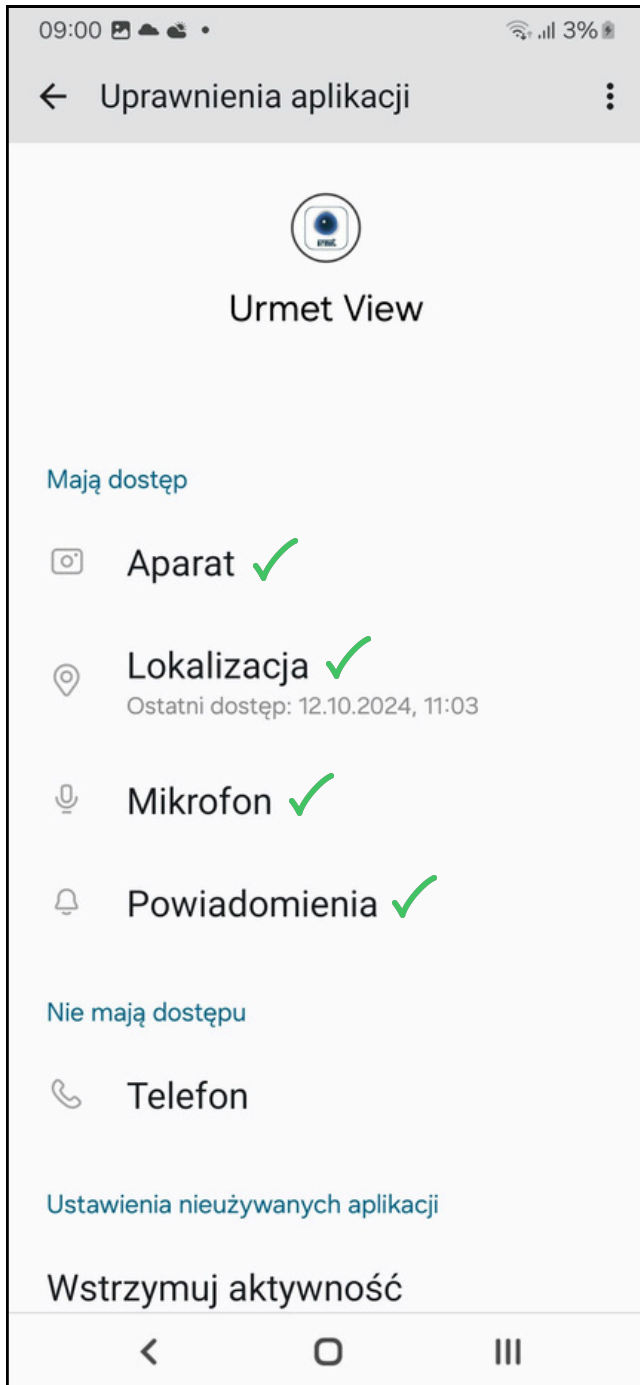 09:00
3%
Uprawnienia aplikacji
urmet
Urmet View
Mają dostęp
Aparat
Lokalizacja
Ostatni dostęp: 12.10.2024, 11:03
Mikrofon
Powiadomienia
Nie mają dostępu
Telefon
Ustawienia nieużywanych aplikacji
Wstrzymuj aktywność